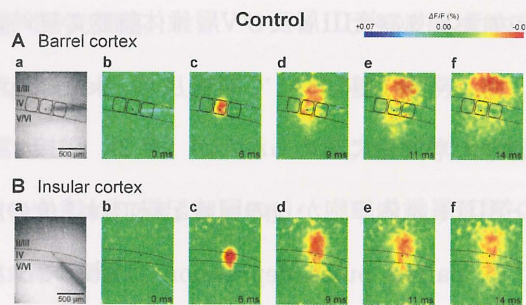 Control
ΔF/F (%)
+0.07 0.00 -0.0
A Barrel cortex
a b c d e f
II/III
IV
V/VI
500 µm
0 ms 6 ms 9 ms 11 ms 14 ms
B Insular cortex
a b c d e f
II/III
IV
V/VI
500 µm
0 ms 6 ms 9 ms 11 ms 14 ms